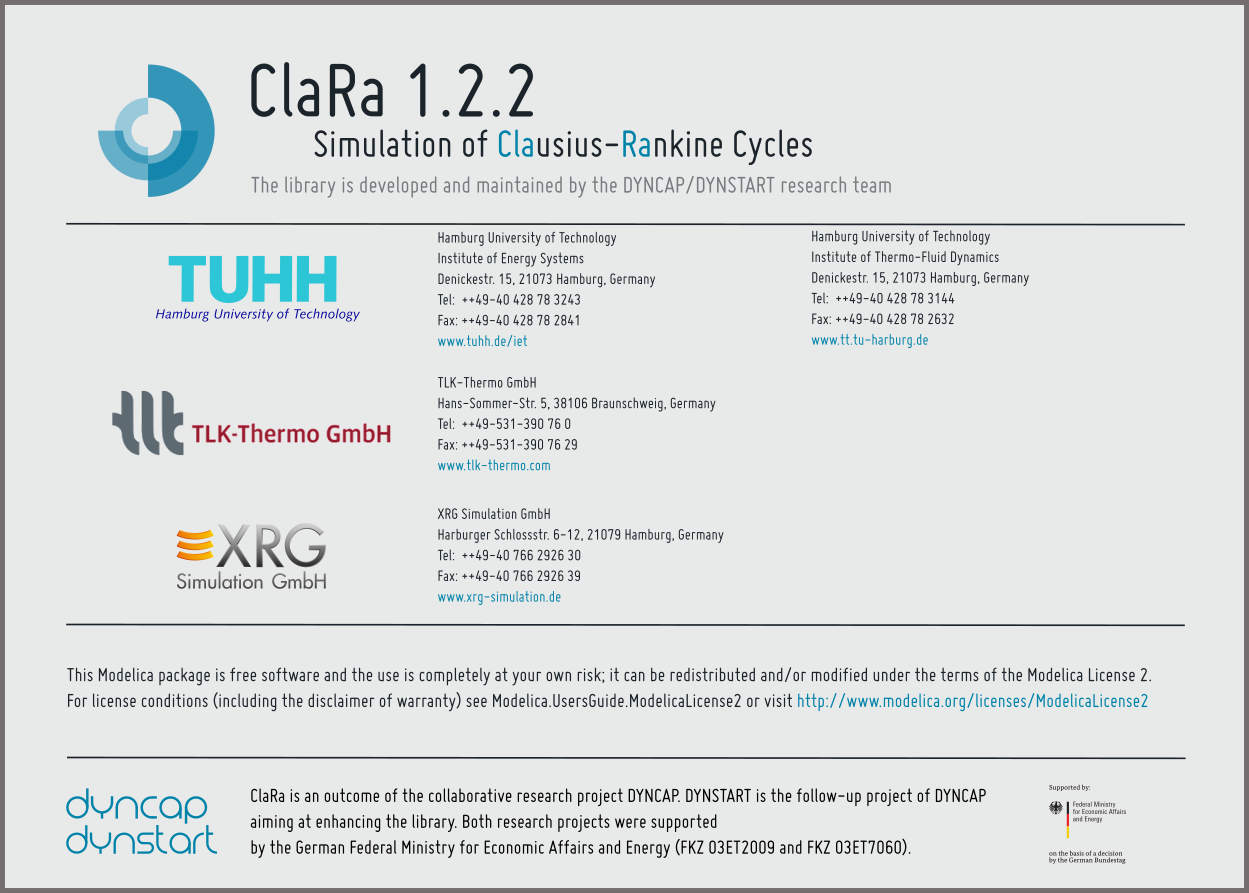 ClaRa 1.2.2
Simulation of Clausius-Rankine Cycles
The library is developed and maintained by the DYNCAP/DYNSTART research team
TUHH
Hamburg University of Technology
Hamburg University of Technology
Institute of Energy Systems
Denickestr. 15, 21073 Hamburg, Germany
Tel: ++49-40 428 78 3243
Fax: ++49-40 428 78 2841
www.tuhh.de/iet
Hamburg University of Technology
Institute of Thermo-Fluid Dynamics
Denickestr. 15, 21073 Hamburg, Germany
Tel: ++49-40 428 78 3144
Fax: ++49-40 428 78 2632
www.tt.tu-harburg.de
tlt TLK-Thermo GmbH
TLK-Thermo GmbH
Hans-Sommer-Str. 5, 38106 Braunschweig, Germany
Tel: ++49-531-390 76 0
Fax: ++49-531-390 76 29
www.tlk-thermo.com
XRG
Simulation GmbH
XRG Simulation GmbH
Harburger Schlossstr. 6-12, 21079 Hamburg, Germany
Tel: ++49-40 766 2926 30
Fax: ++49-40 766 2926 39
www.xrg-simulation.de
This Modelica package is free software and the use is completely at your own risk; it can be redistributed and/or modified under the terms of the Modelica License 2.
For license conditions (including the disclaimer of warranty) see Modelica.UsersGuide.ModelicaLicense2 or visit http://www.modelica.org/licenses/ModelicaLicense2
dyncap
dynstart
ClaRa is an outcome of the collaborative research project DYNCAP. DYNSTART is the follow-up project of DYNCAP
aiming at enhancing the library. Both research projects were supported
by the German Federal Ministry for Economic Affairs and Energy (FKZ 03ET2009 and FKZ 03ET7060).
Supported by:
Federal Ministry
for Economic Affairs
and Energy
on the basis of a decision
by the German Bundestag